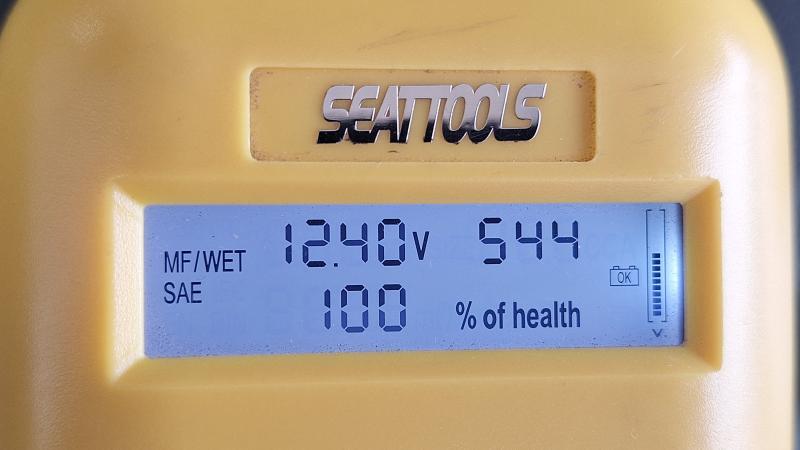 SEATTOOLS
MF/WET 12.40V 544
SAE
100 % of health
OK
V